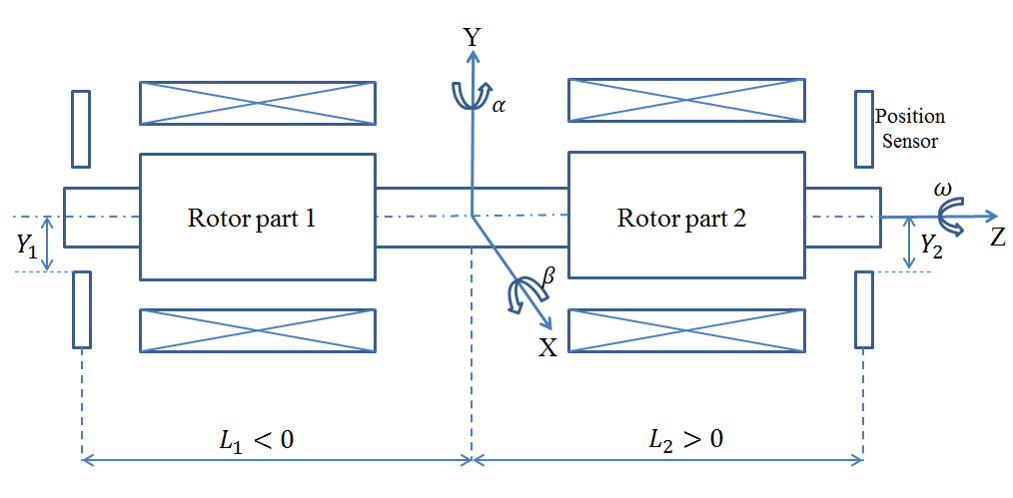 Y
α
Position
Sensor
ω
Rotor part 1
Rotor part 2
Y₁
Y₂
Z
β
X
L₁ < 0
L₂ > 0